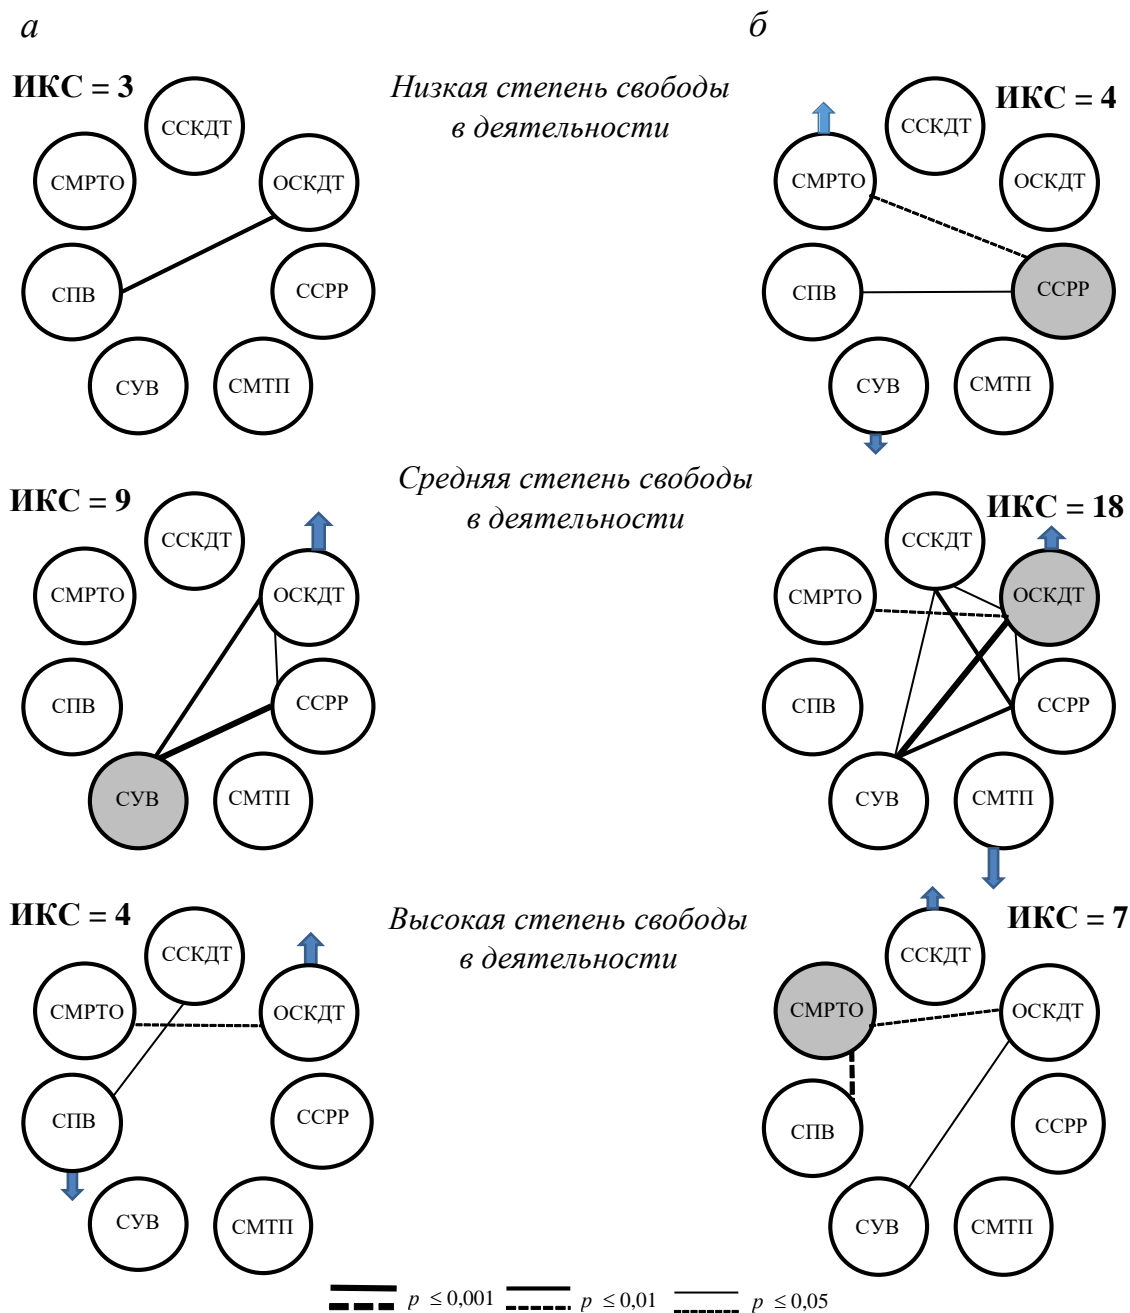 а
б
ИКС = 3
Низкая степень свободы
в деятельности
ИКС = 4
ССКДТ
СМРТО
ОСКДТ
СПВ
ССРР
СУВ
СМТП
ССКДТ
СМРТО
ОСКДТ
СПВ
ССРР
СУВ
СМТП
ИКС = 9
Средняя степень свободы
в деятельности
ИКС = 18
ССКДТ
СМРТО
ОСКДТ
СПВ
ССРР
СУВ
СМТП
ССКДТ
СМРТО
ОСКДТ
СПВ
ССРР
СУВ
СМТП
ИКС = 4
Высокая степень свободы
в деятельности
ИКС = 7
ССКДТ
СМРТО
ОСКДТ
СПВ
ССРР
СУВ
СМТП
ССКДТ
СМРТО
ОСКДТ
СПВ
ССРР
СУВ
СМТП
p ≤ 0,001 p ≤ 0,01 p ≤ 0,05